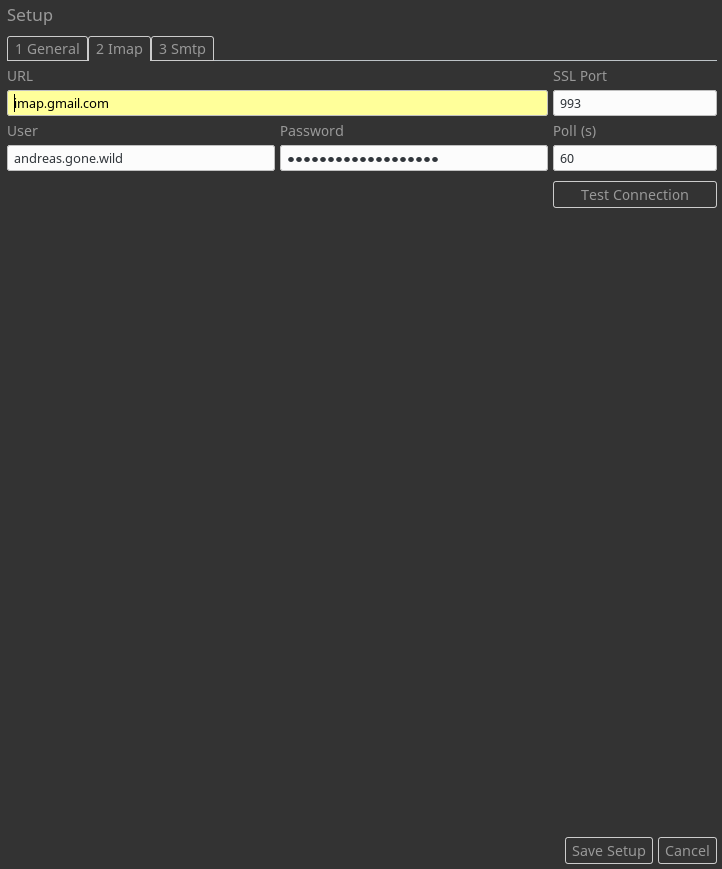 Setup
1 General 2 Imap 3 Smtp
URL SSL Port
imap.gmail.com 993
User Password Poll (s)
andreas.gone.wild ●●●●●●●●●●●●●●●●●●● 60
Test Connection
Save Setup Cancel